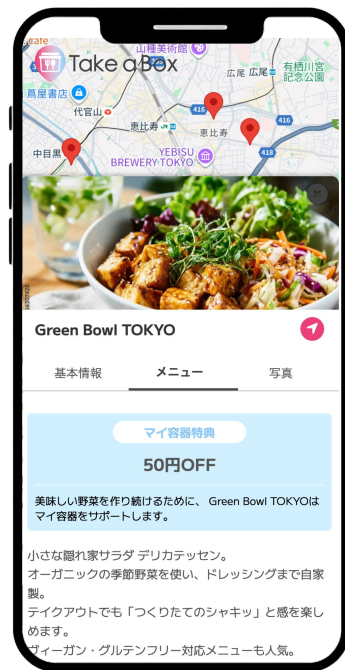 cafe
山種美術館
Take a Box
広尾 広尾
有栖川宮
記念公園
蔦屋書店
代官山
416
416
恵比寿
恵比寿
中目黒
YEBISU
BREWERY TOKYO
418
Green Bowl TOKYO
基本情報
メニュー
写真
マイ容器特典
50円OFF
美味しい野菜を作り続けるために、 Green Bowl TOKYOは
マイ容器をサポートします。
小さな隠れ家サラダ デリカテッセン。
オーガニックの季節野菜を使い、ドレッシングまで自家
製。
テイクアウトでも「つくりたてのシャキッ」と感を楽し
めます。
ヴィーガン・グルテンフリー対応メニューも人気。